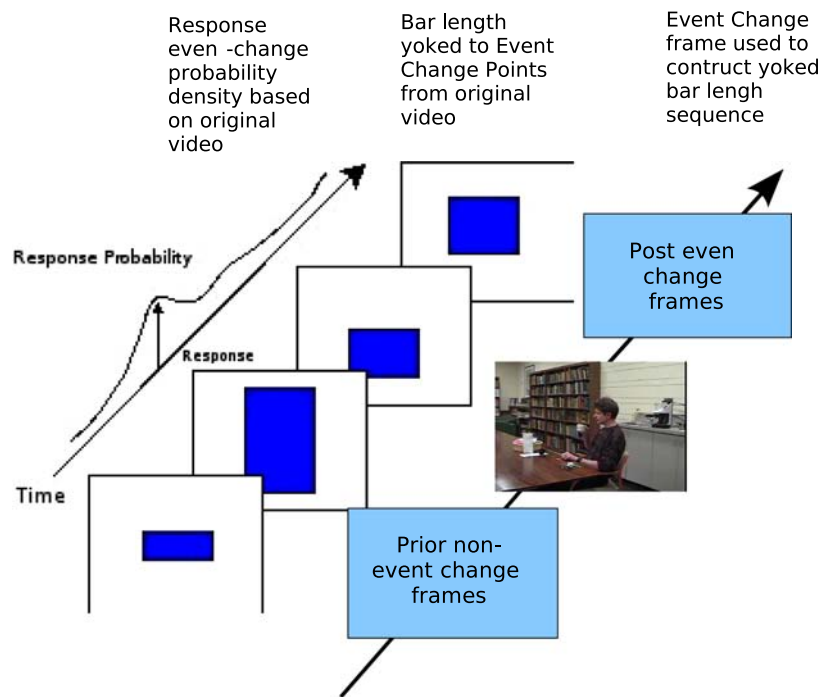 Response
even -change
probability
density based
on original
video
Bar length
yoked to Event
Change Points
from original
video
Event Change
frame used to
contruct yoked
bar lengh
sequence
Response Probability
Response
Time
Post even
change
frames
Prior non-
event change
frames